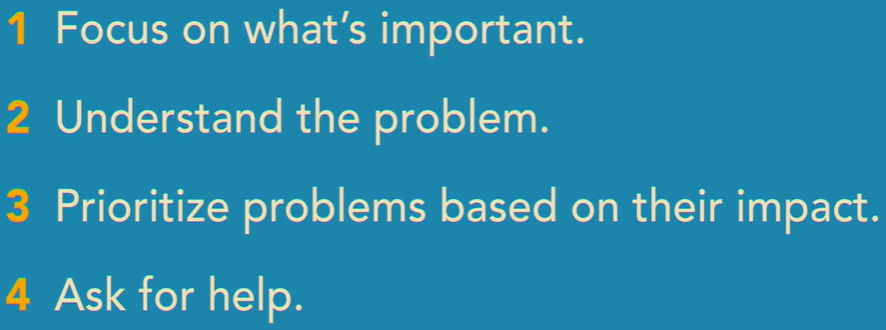 1 Focus on what’s important.
2 Understand the problem.
3 Prioritize problems based on their impact.
4 Ask for help.